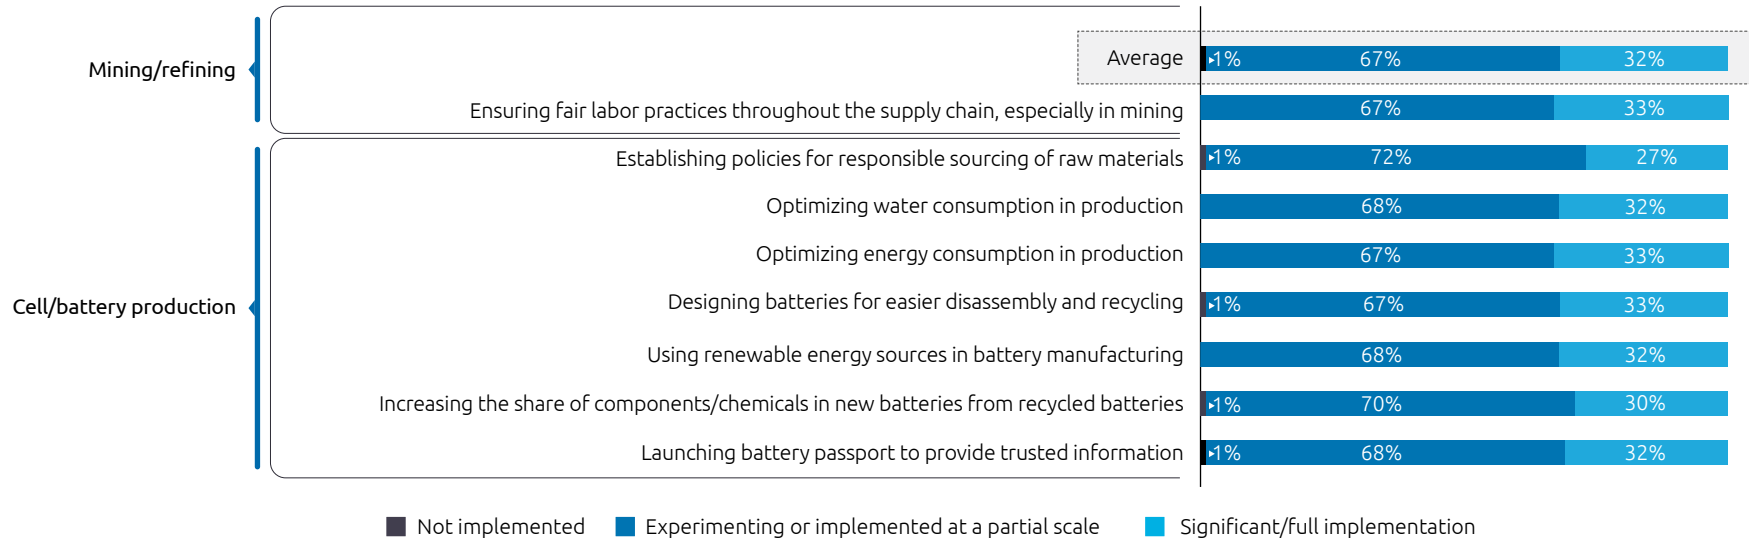 Mining/refining
Average 1% 67% 32%
Ensuring fair labor practices throughout the supply chain, especially in mining 67% 33%
Cell/battery production
Establishing policies for responsible sourcing of raw materials 1% 72% 27%
Optimizing water consumption in production 68% 32%
Optimizing energy consumption in production 67% 33%
Designing batteries for easier disassembly and recycling 1% 67% 33%
Using renewable energy sources in battery manufacturing 68% 32%
Increasing the share of components/chemicals in new batteries from recycled batteries 1% 70% 30%
Launching battery passport to provide trusted information 1% 68% 32%
Not implemented Experimenting or implemented at a partial scale Significant/full implementation